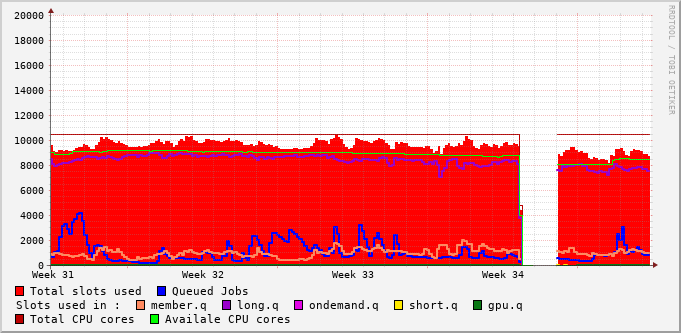 20000
18000
16000
14000
12000
10000
8000
6000
4000
2000
0
Week 31 Week 32 Week 33 Week 34
Total slots used Queued Jobs
Slots used in : member.q long.q ondemand.q short.q gpu.q
Total CPU cores Availale CPU cores
RRDTOOL / TOBI OETIKER